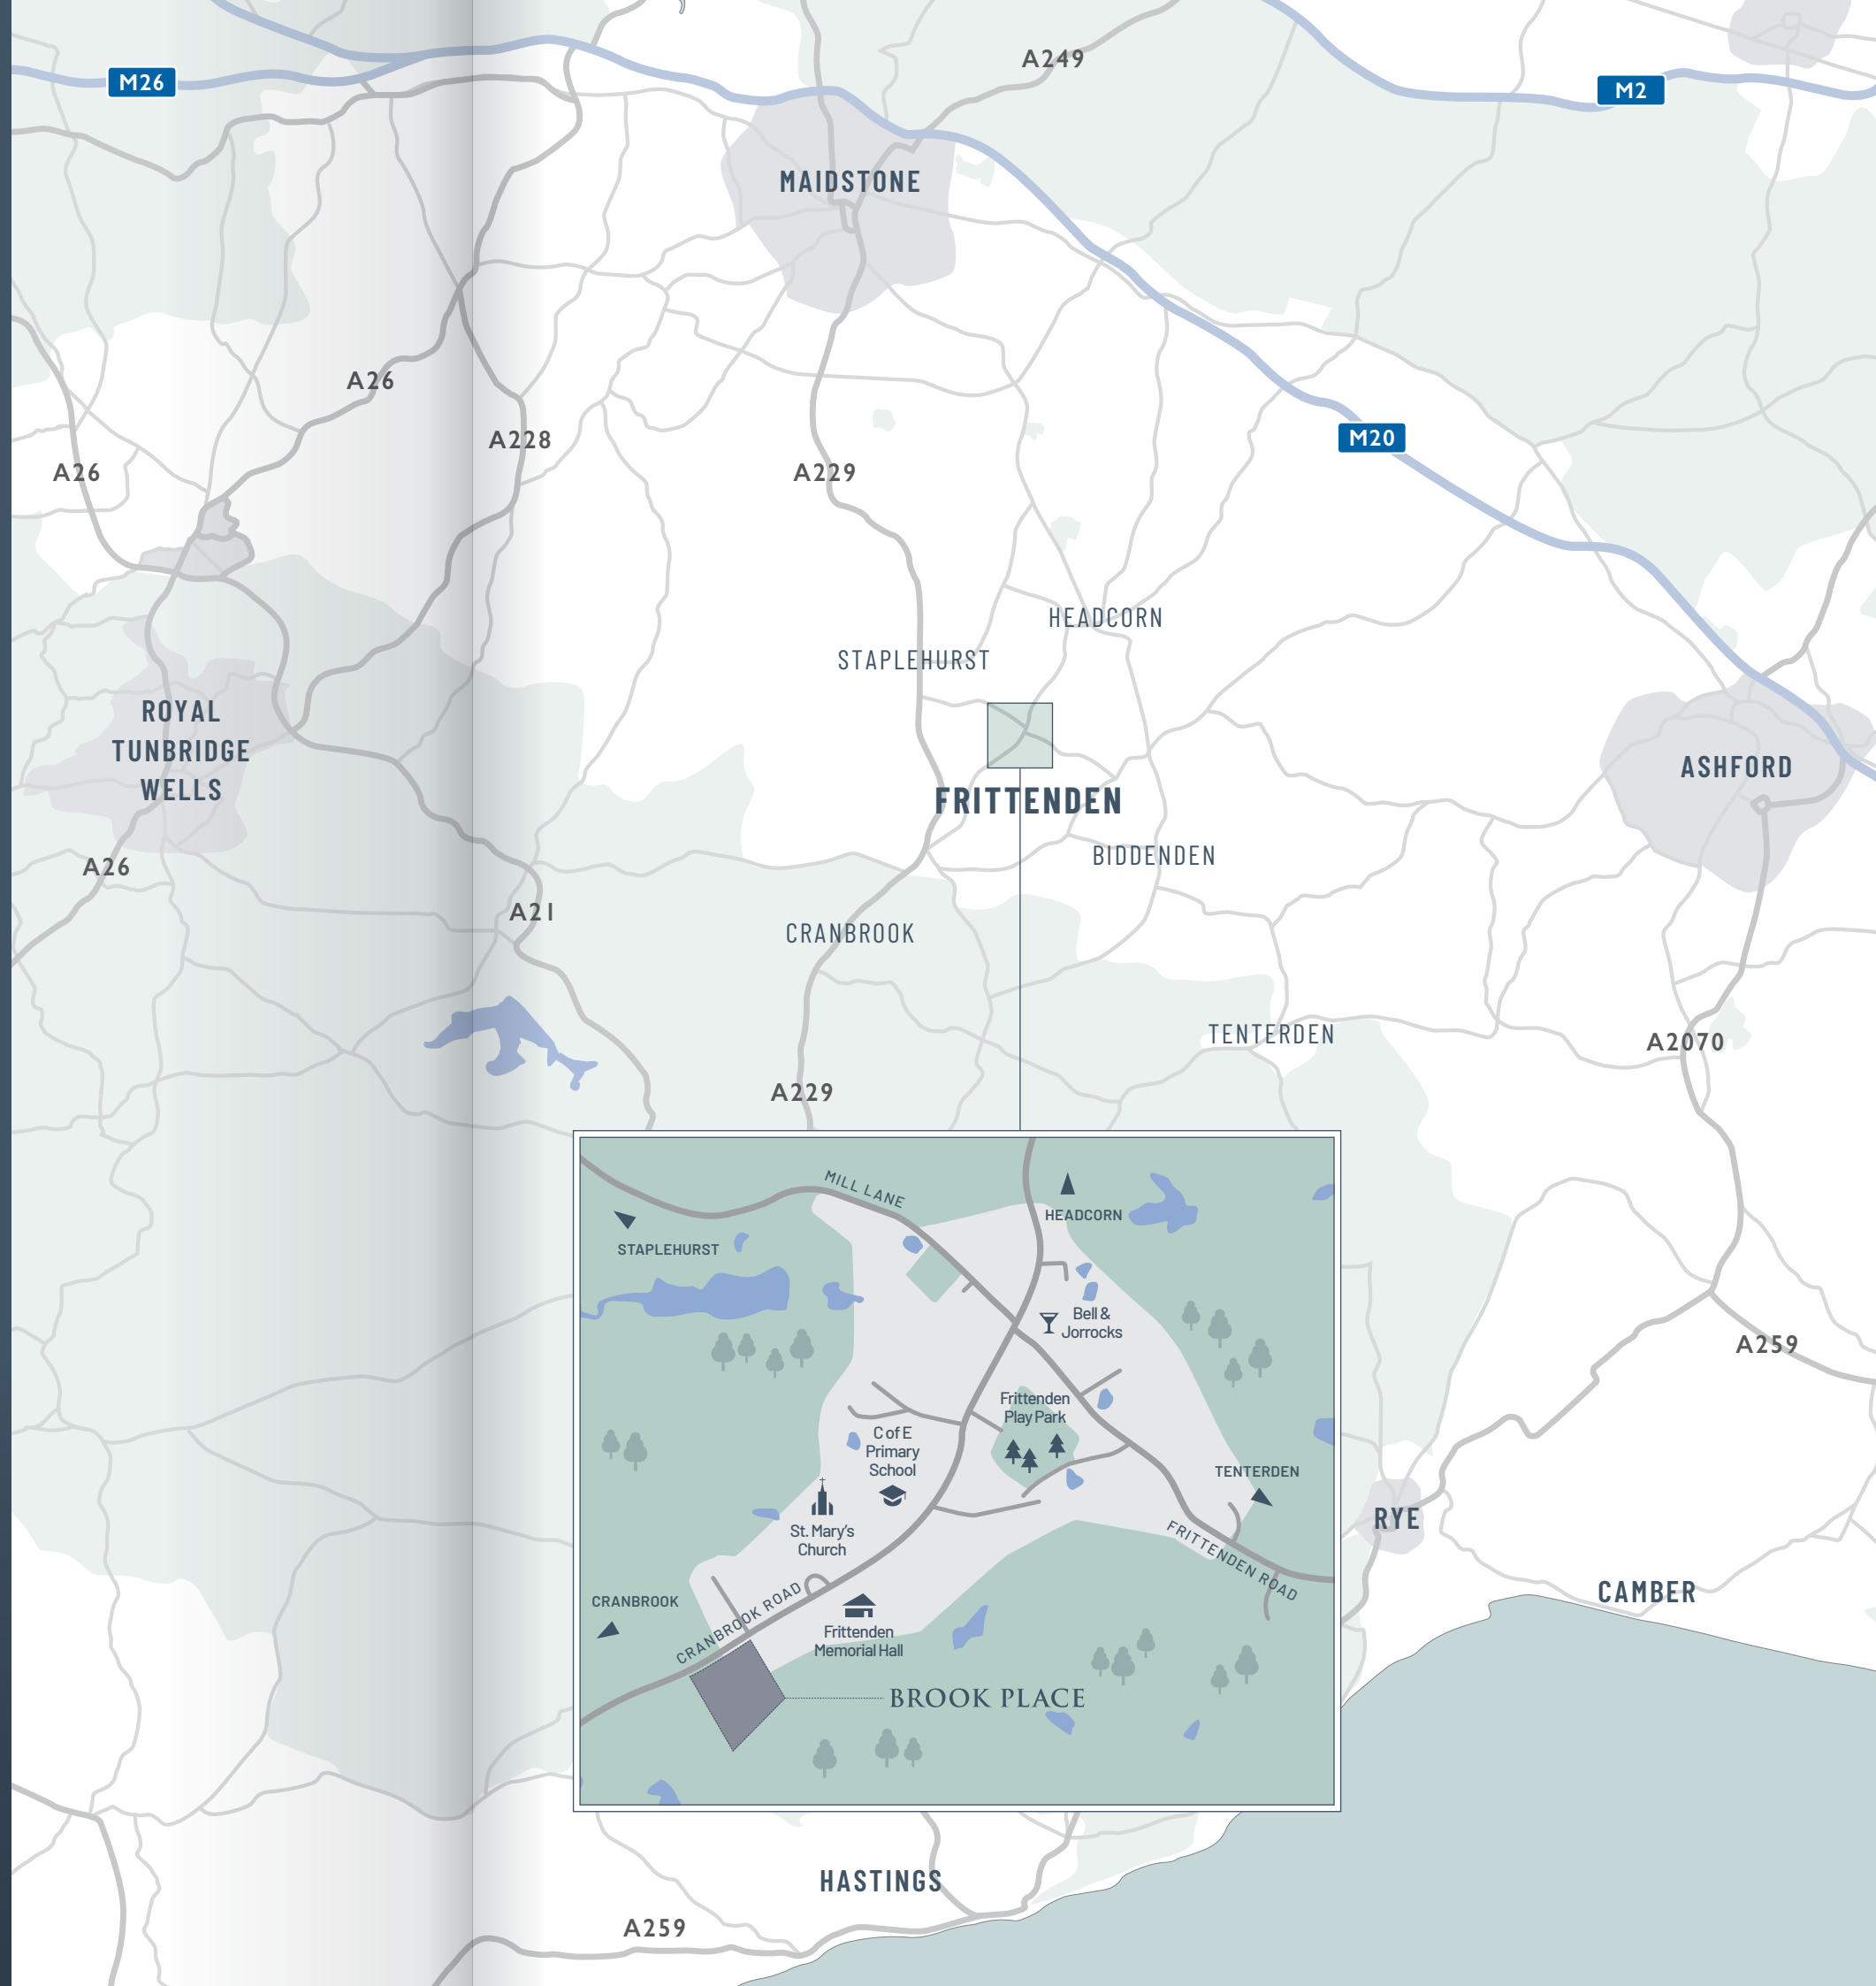 A249
M26
M2
MAIDSTONE
A26
A228
M20
A26
A229
HEADCORN
STAPLEHURST
ROYAL
TUNBRIDGE
WELLS
ASHFORD
FRITTENDEN
BIDDENDEN
A26
A21
CRANBROOK
TENTERDEN
A2070
A229
MILL LANE
HEADCORN
STAPLEHURST
Bell &
Jorrocks
A259
Frittenden
Play Park
C of E
Primary
School
TENTERDEN
RYE
St. Mary's
Church
FRITTENDEN ROAD
CAMBER
CRANBROOK
CRANBROOK ROAD
Frittenden
Memorial Hall
BROOK PLACE
HASTINGS
A259